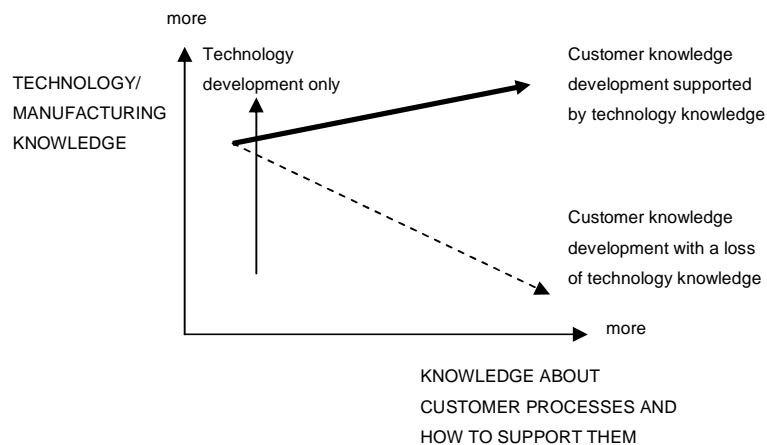 more
Technology
development only
TECHNOLOGY/
MANUFACTURING
KNOWLEDGE
Customer knowledge
development supported
by technology knowledge
Customer knowledge
development with a loss
of technology knowledge
more
KNOWLEDGE ABOUT
CUSTOMER PROCESSES AND
HOW TO SUPPORT THEM